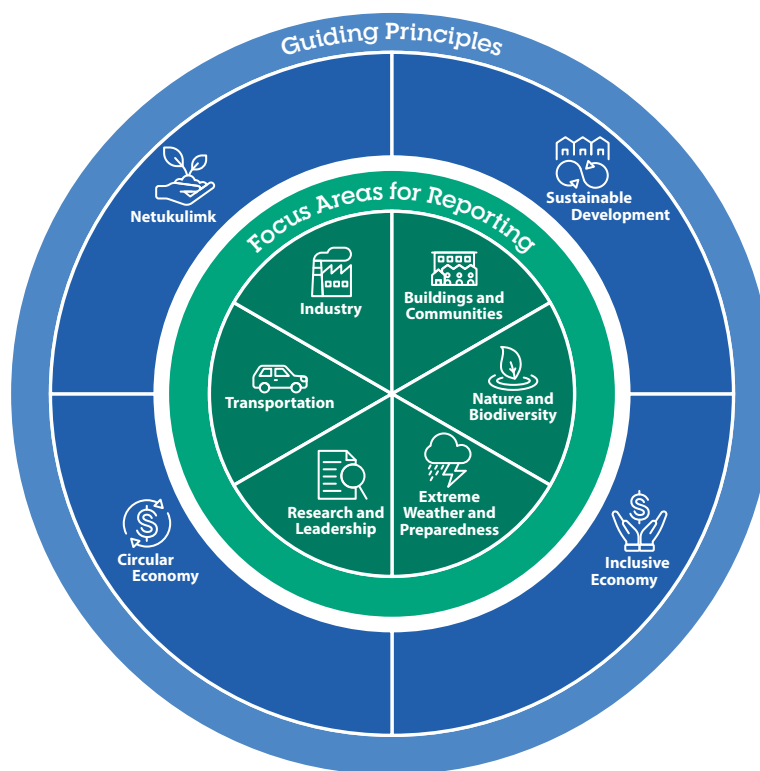 Guiding Principles
Netukulimk
Sustainable
Development
Focus Areas for Reporting
Industry
Buildings and
Communities
Transportation
Nature and
Biodiversity
Research and
Leadership
Extreme
Weather and
Preparedness
Circular
Economy
Inclusive
Economy